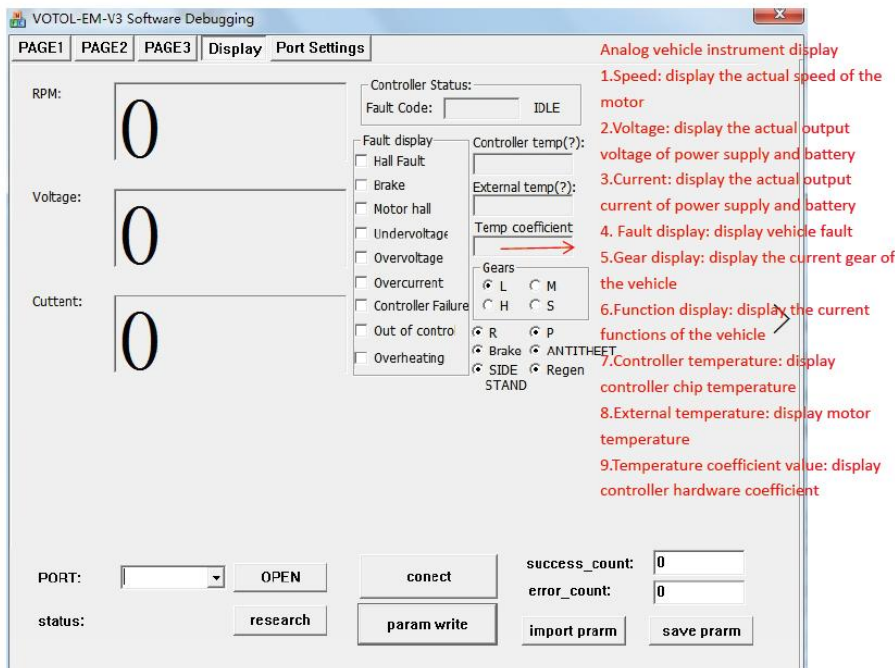 VOTOL-EM-V3 Software Debugging
PAGE1 PAGE2 PAGE3 Display Port Settings
RPM:
0
Voltage:
0
Cuttent:
0
Controller Status:
Fault Code: IDLE
Fault display
Hall Fault
Brake
Motor hall
Undervoltage
Overvoltage
Overcurrent
Controller Failure
Out of control
Overheating
Controller temp(?):
External temp(?):
Temp coefficient
Gears
L M
H S
R P
Brake ANTITHEFT
SIDE STAND Regen
Analog vehicle instrument display
1.Speed: display the actual speed of the
motor
2.Voltage: display the actual output
voltage of power supply and battery
3.Current: display the actual output
current of power supply and battery
4. Fault display: display vehicle fault
5.Gear display: display the current gear of
the vehicle
6.Function display: display the current
functions of the vehicle
7.Controller temperature: display
controller chip temperature
8.External temperature: display motor
temperature
9.Temperature coefficient value: display
controller hardware coefficient
PORT: OPEN
status: research
conect
param write
success_count: 0
error_count: 0
import prarm save prarm